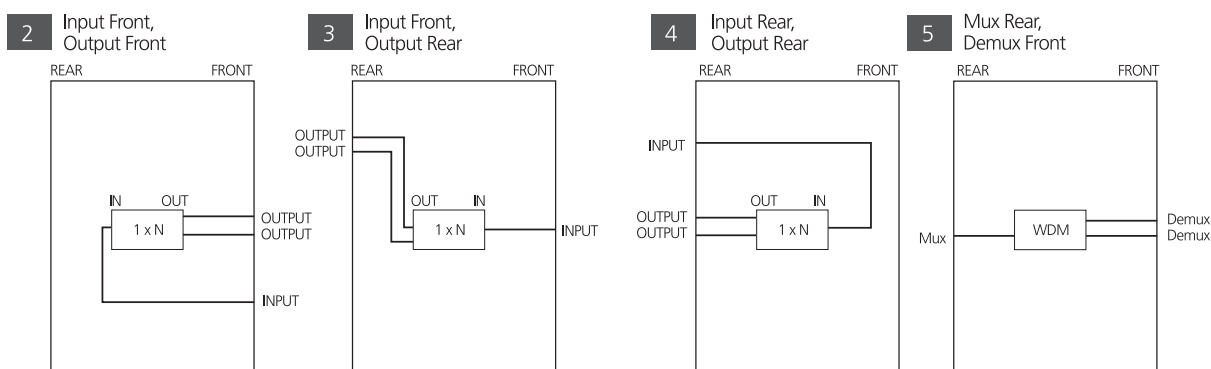 2
Input Front,
Output Front
REAR FRONT
IN OUT
1 x N
OUTPUT
OUTPUT
INPUT
3
Input Front,
Output Rear
REAR FRONT
OUTPUT
OUTPUT
OUT IN
1 x N
INPUT
4
Input Rear,
Output Rear
REAR FRONT
INPUT
OUT IN
OUTPUT
OUTPUT
1 x N
5
Mux Rear,
Demux Front
REAR FRONT
Mux
WDM
Demux
Demux